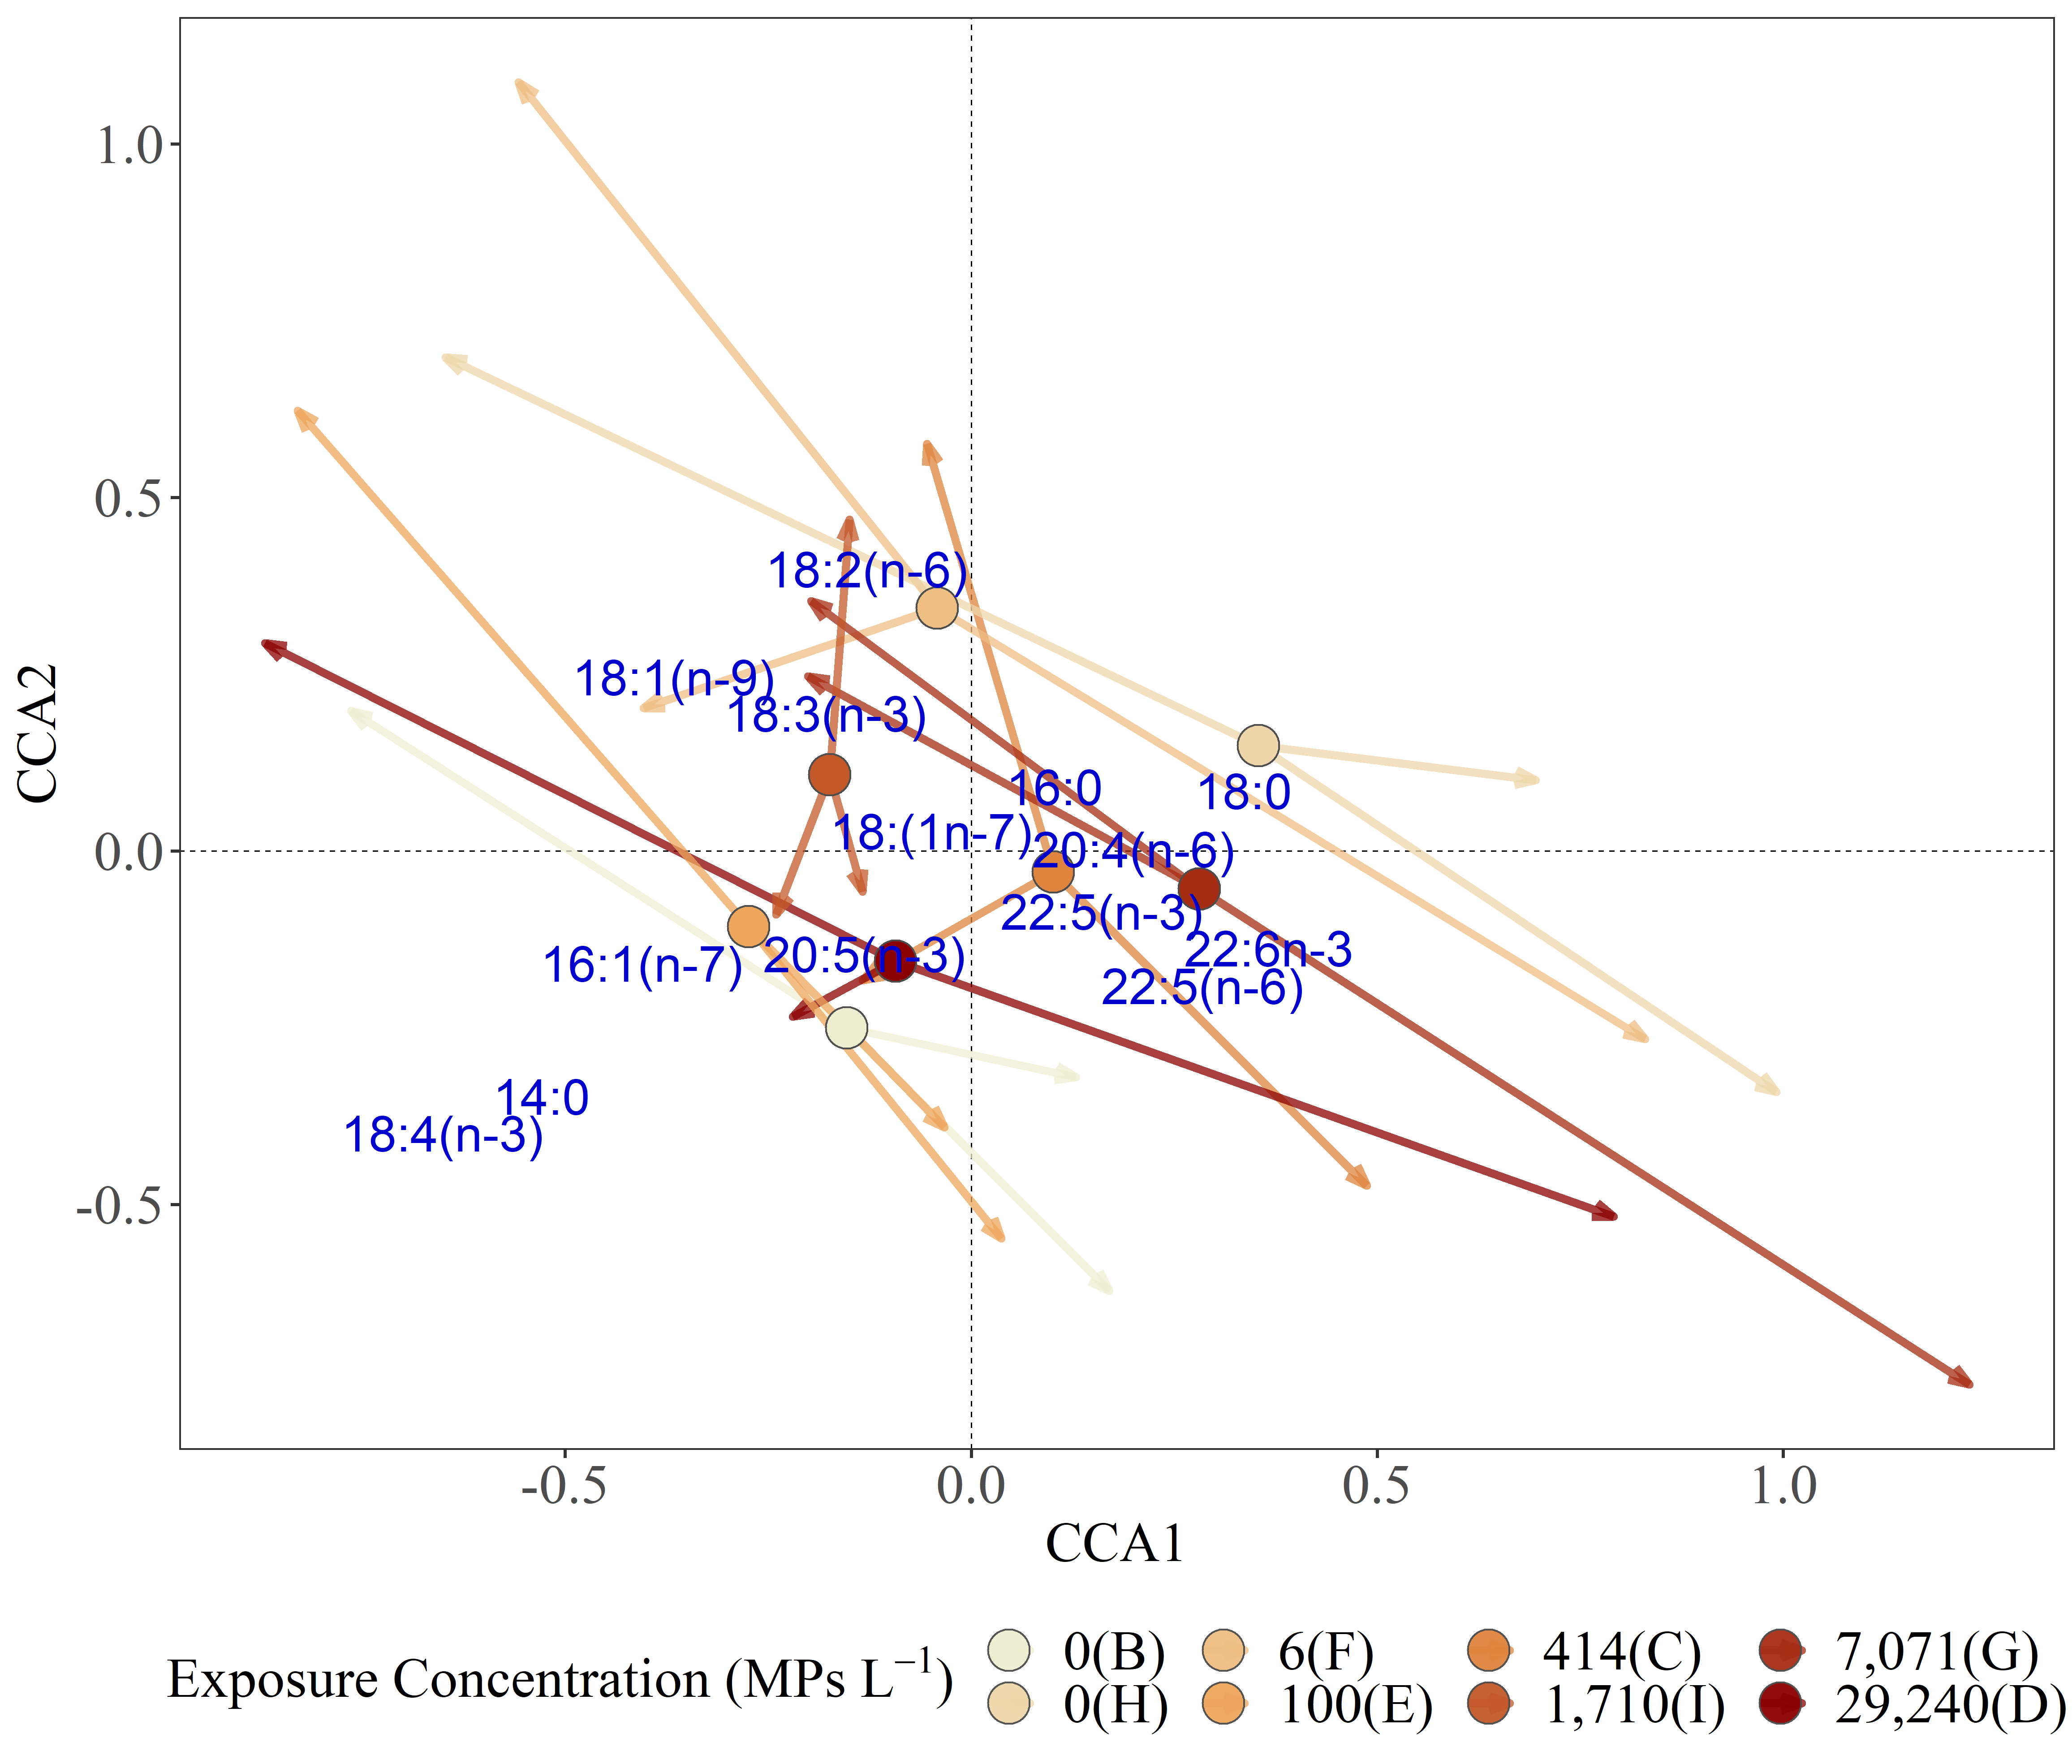 1.0
0.5
0.0
-0.5
CCA2
18:2(n-6)
18:1(n-9)
18:3(n-3)
16:0
18:0
18:(1n-7)
20:4(n-6)
22:5(n-3)
22:6n-3
20:5(n-3)
16:1(n-7)
22:5(n-6)
14:0
18:4(n-3)
-0.5 0.0 0.5 1.0
CCA1
Exposure Concentration (MPs L⁻¹)
0(B) 6(F) 414(C) 7,071(G)
0(H) 100(E) 1,710(I) 29,240(D)